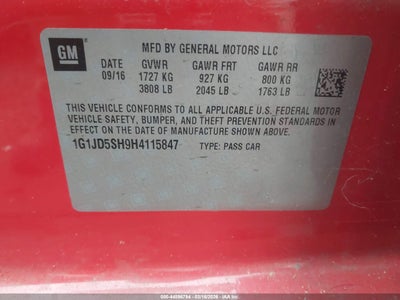 GM
MFD BY GENERAL MOTORS LLC
DATE GVWR GAWR FRT GAWR RR
09/16 1727 KG 927 KG 800 KG
3808 LB 2045 LB 1763 LB
THIS VEHICLE CONFORMS TO ALL APPLICABLE U.S. FEDERAL MOTOR
VEHICLE SAFETY, BUMPER, AND THEFT PREVENTION STANDARDS IN
EFFECT ON THE DATE OF MANUFACTURE SHOWN ABOVE.
1G1JD5SH9H4115847 TYPE: PASS CAR